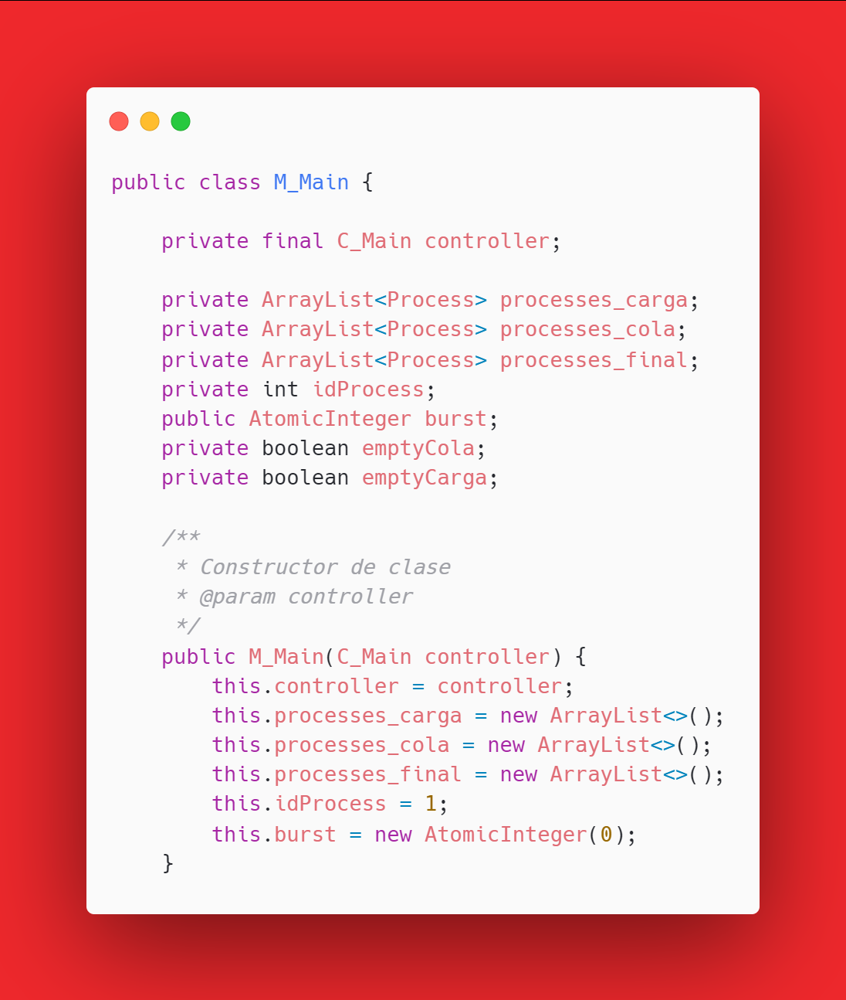 public class M_Main {
private final C_Main controller;
private ArrayList<Process> processes_carga;
private ArrayList<Process> processes_cola;
private ArrayList<Process> processes_final;
private int idProcess;
public AtomicInteger burst;
private boolean emptyCola;
private boolean emptyCarga;
/**
* Constructor de clase
* @param controller
*/
public M_Main(C_Main controller) {
this.controller = controller;
this.processes_carga = new ArrayList<>();
this.processes_cola = new ArrayList<>();
this.processes_final = new ArrayList<>();
this.idProcess = 1;
this.burst = new AtomicInteger(0);
}